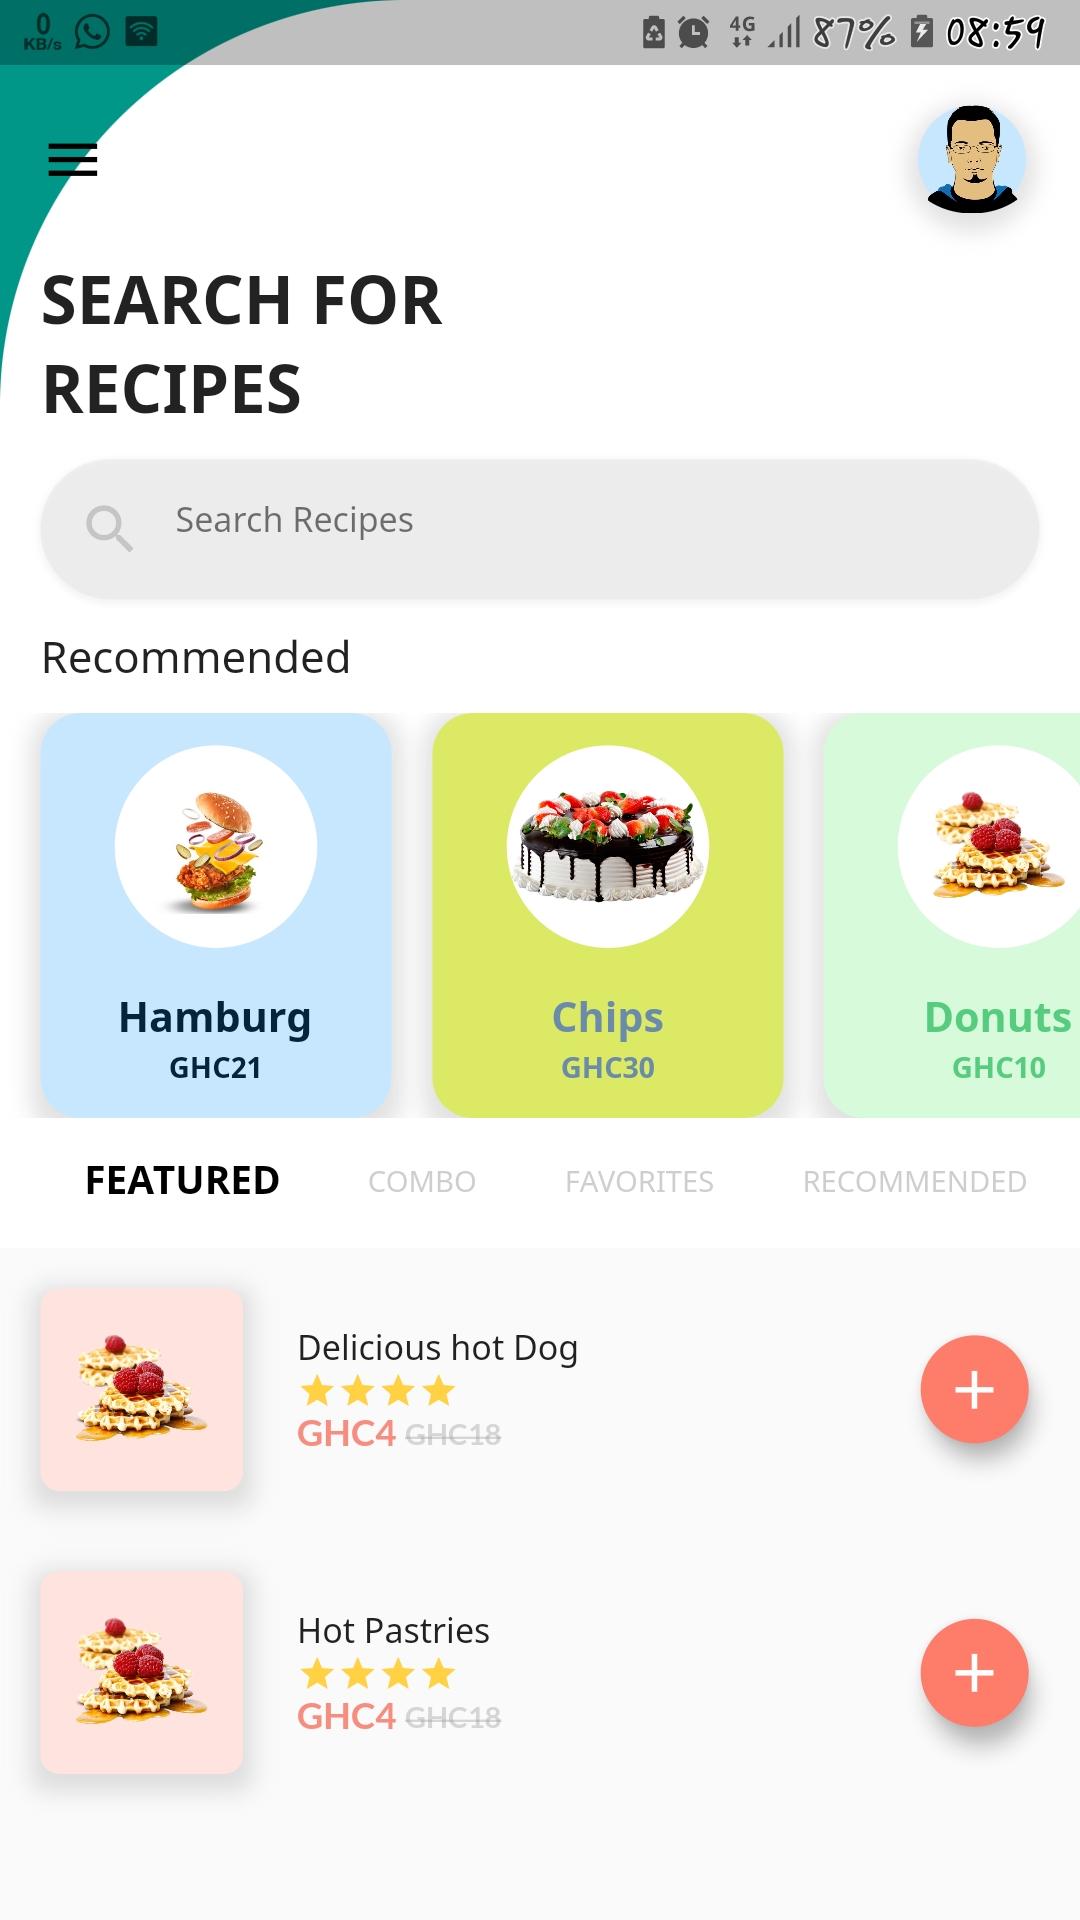 0
KB/s
4G
87%
08:59
SEARCH FOR
RECIPES
Search Recipes
Recommended
Hamburg
GHC21
Chips
GHC30
Donuts
GHC10
FEATURED COMBO FAVORITES RECOMMENDED
Delicious hot Dog
GHC4 GHC18
Hot Pastries
GHC4 GHC18